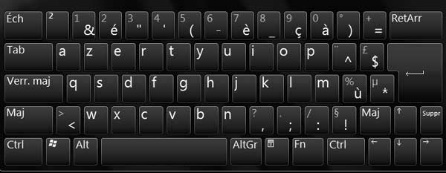 Éch ² 1 & 2 é 3 " 4 ' 5 ( 6 - 7 è 8 _ 9 ç 0 à ° ) + = RetArr
Tab a z e r t y u i o p ¨ ^ £ $
Verr. maj q s d f g h j k l m % ù µ *
Maj > < w x c v b n ? , . ; / : § ! Maj ↑ Suppr
Ctrl Alt AltGr Fn Ctrl ← ↓ →